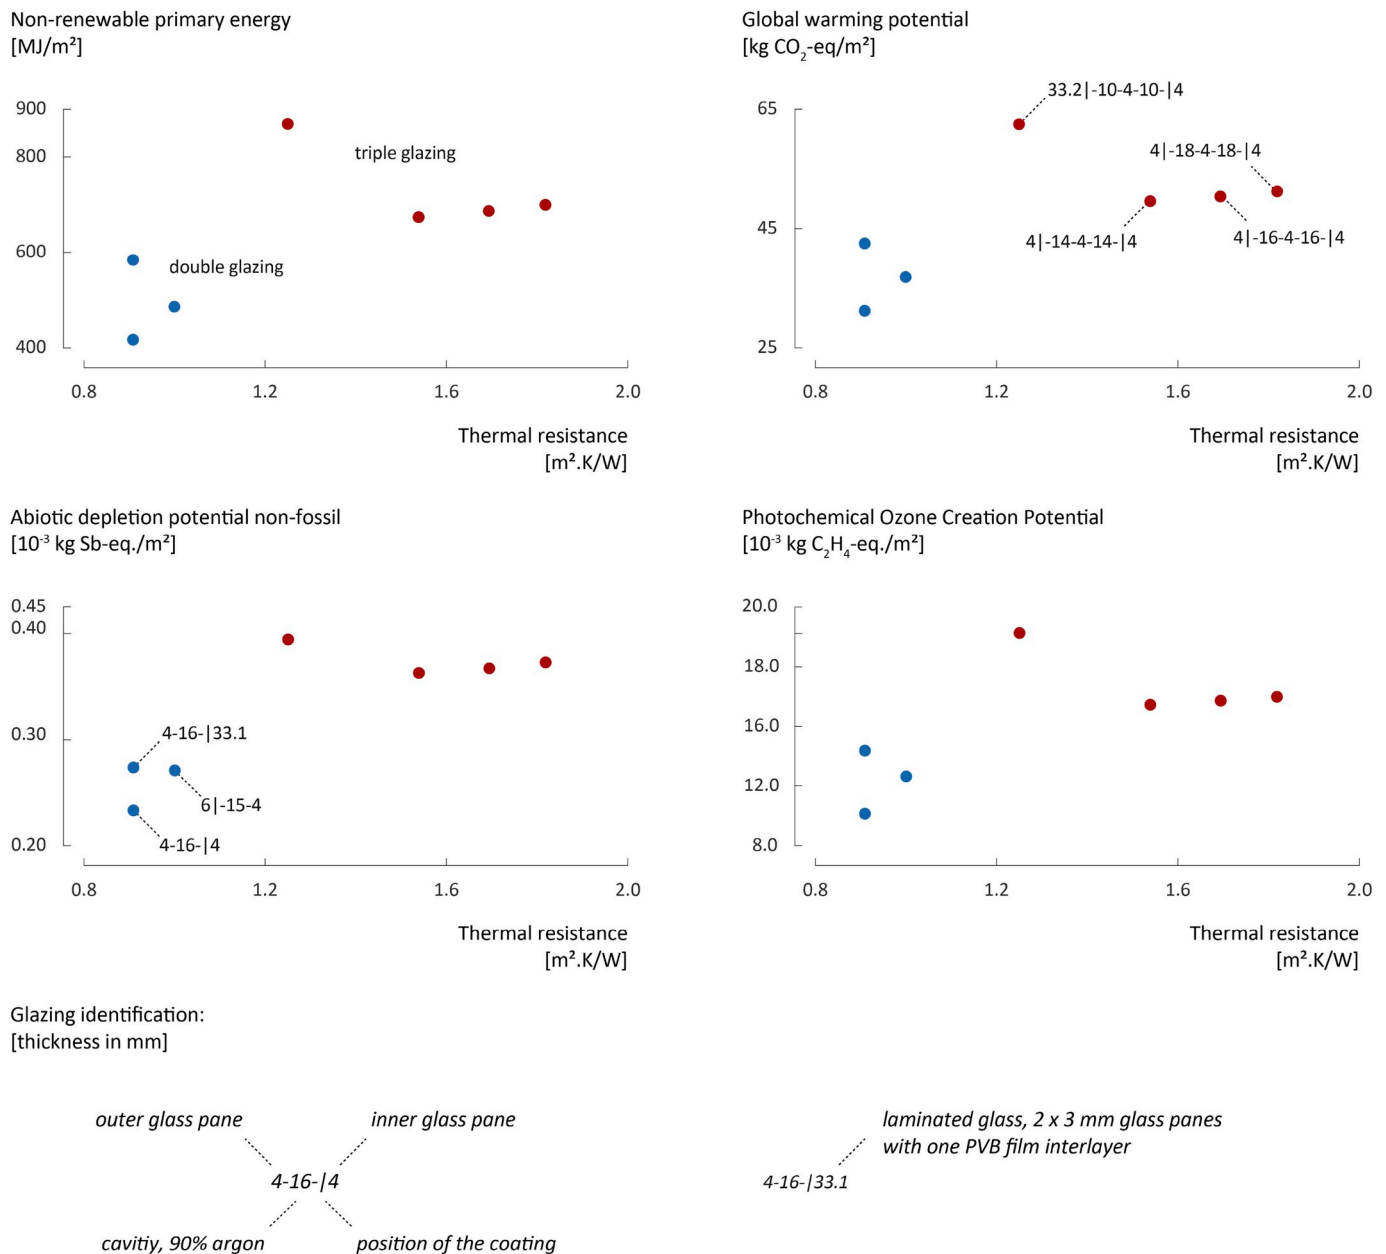 Non-renewable primary energy
[MJ/m²]
900
800
600
400
triple glazing
double glazing
0.8 1.2 1.6 2.0
Thermal resistance
[m².K/W]
Global warming potential
[kg CO₂-eq/m²]
65
45
25
33.2|-10-4-10-|4
4|-18-4-18-|4
4|-14-4-14-|4
4|-16-4-16-|4
0.8 1.2 1.6 2.0
Thermal resistance
[m².K/W]
Abiotic depletion potential non-fossil
[10⁻³ kg Sb-eq./m²]
0.45
0.40
0.30
0.20
4-16-|33.1
6|-15-4
4-16-|4
0.8 1.2 1.6 2.0
Thermal resistance
[m².K/W]
Photochemical Ozone Creation Potential
[10⁻³ kg C₂H₄-eq./m²]
20.0
18.0
16.0
12.0
8.0
0.8 1.2 1.6 2.0
Thermal resistance
[m².K/W]
Glazing identification:
[thickness in mm]
outer glass pane
inner glass pane
4-16-|4
cavitiy, 90% argon
position of the coating
laminated glass, 2 x 3 mm glass panes
with one PVB film interlayer
4-16-|33.1